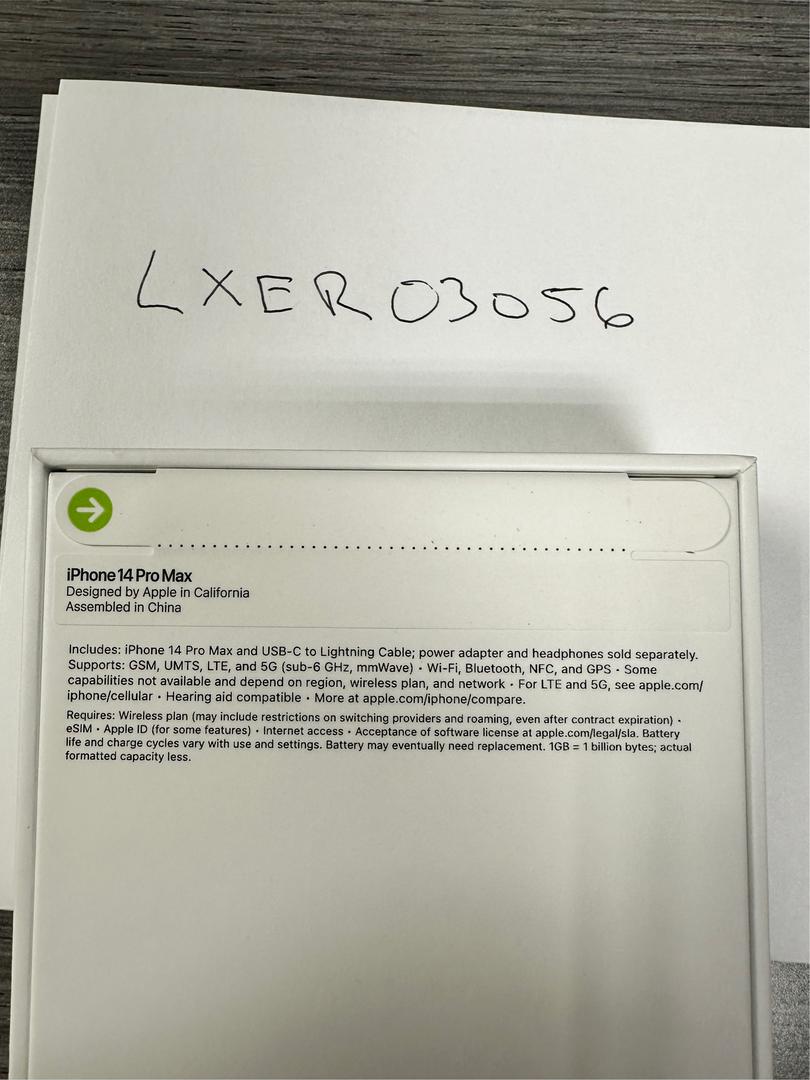 LXER03056
iPhone 14 Pro Max
Designed by Apple in California
Assembled in China
Includes: iPhone 14 Pro Max and USB-C to Lightning Cable; power adapter and headphones sold separately.
Supports: GSM, UMTS, LTE, and 5G (sub-6 GHz, mmWave) • Wi-Fi, Bluetooth, NFC, and GPS • Some
capabilities not available and depend on region, wireless plan, and network • For LTE and 5G, see apple.com/
iphone/cellular • Hearing aid compatible • More at apple.com/iphone/compare.
Requires: Wireless plan (may include restrictions on switching providers and roaming, even after contract expiration) •
eSIM • Apple ID (for some features) • Internet access • Acceptance of software license at apple.com/legal/sla. Battery
life and charge cycles vary with use and settings. Battery may eventually need replacement. 1GB = 1 billion bytes; actual
formatted capacity less.